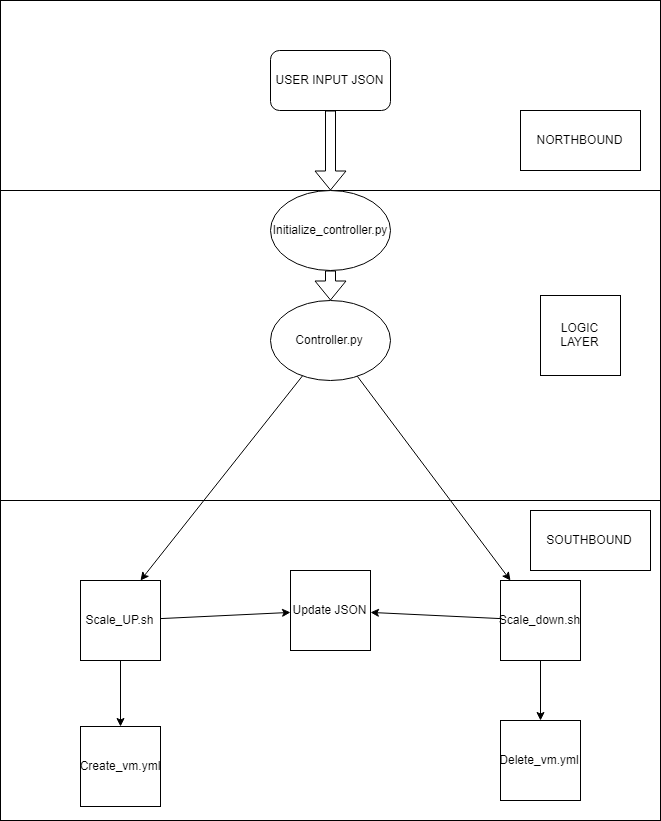 USER INPUT JSON
NORTHBOUND
Initialize_controller.py
Controller.py
LOGIC
LAYER
SOUTHBOUND
Scale_UP.sh
Update JSON
Scale_down.sh
Create_vm.yml
Delete_vm.yml